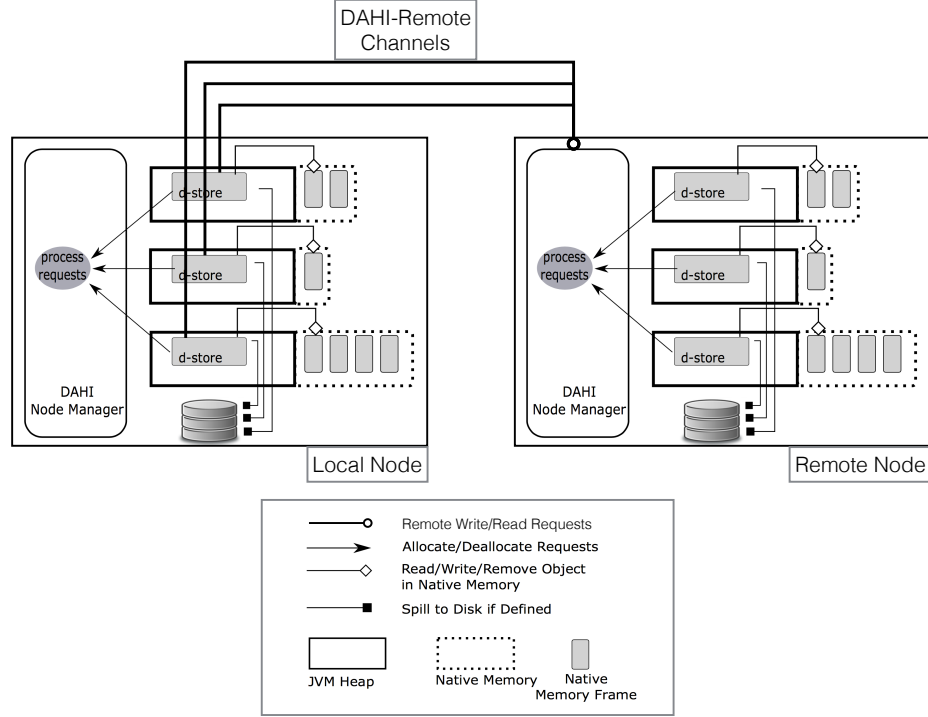 DAHI-Remote
Channels
d-store
d-store
d-store
process
requests
DAHI
Node Manager
Local Node
d-store
d-store
d-store
process
requests
DAHI
Node Manager
Remote Node
Remote Write/Read Requests
Allocate/Deallocate Requests
Read/Write/Remove Object
in Native Memory
Spill to Disk if Defined
JVM Heap
Native Memory
Native
Memory Frame